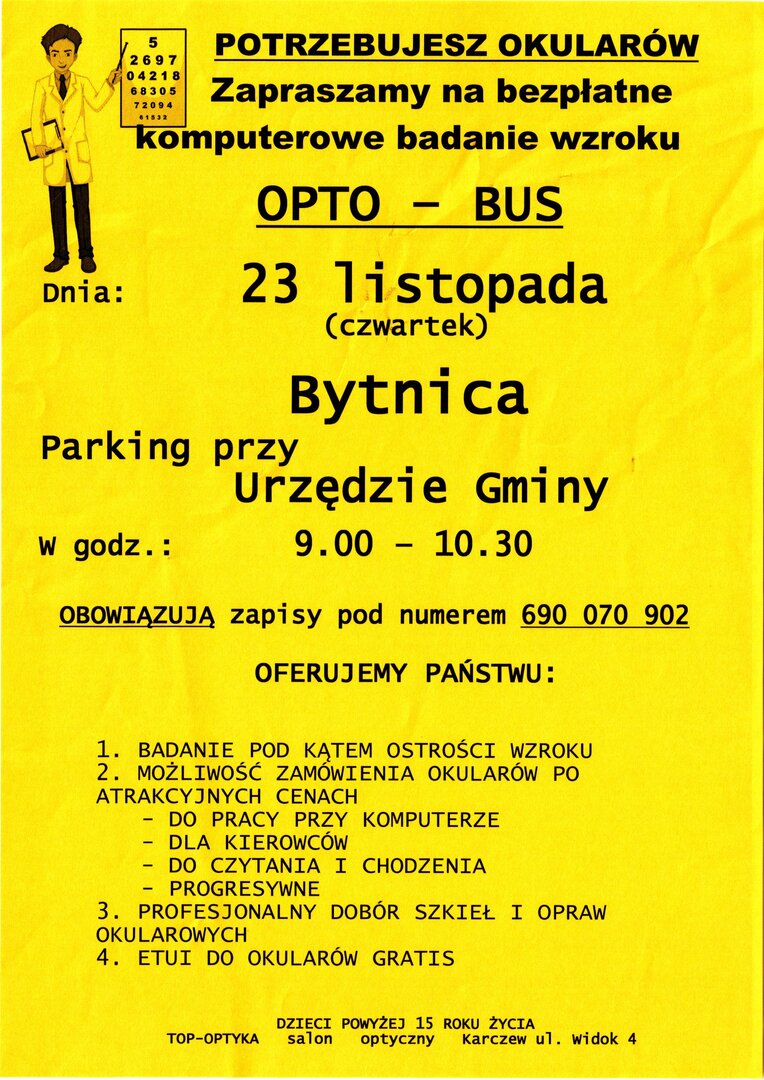 5
2697
04218
68305
72094
61532
POTRZEBUJESZ OKULARÓW
Zapraszamy na bezpłatne
komputerowe badanie wzroku
OPTO – BUS
Dnia: 23 listopada
(czwartek)
Bytnica
Parking przy
Urzędzie Gminy
W godz.: 9.00 – 10.30
OBOWIĄZUJĄ zapisy pod numerem 690 070 902
OFERUJEMY PAŃSTWU:
1. BADANIE POD KĄTEM OSTROŚCI WZROKU
2. MOŻLIWOŚĆ ZAMÓWIENIA OKULARÓW PO
ATRAKCYJNYCH CENACH
– DO PRACY PRZY KOMPUTERZE
– DLA KIEROWCÓW
– DO CZYTANIA I CHODZENIA
– PROGRESYWNE
3. PROFESJONALNY DOBÓR SZKIEŁ I OPRAW
OKULAROWYCH
4. ETUI DO OKULARÓW GRATIS
DZIECI POWYŻEJ 15 ROKU ŻYCIA
TOP-OPTYKA salon optyczny Karczew ul. Widok 4